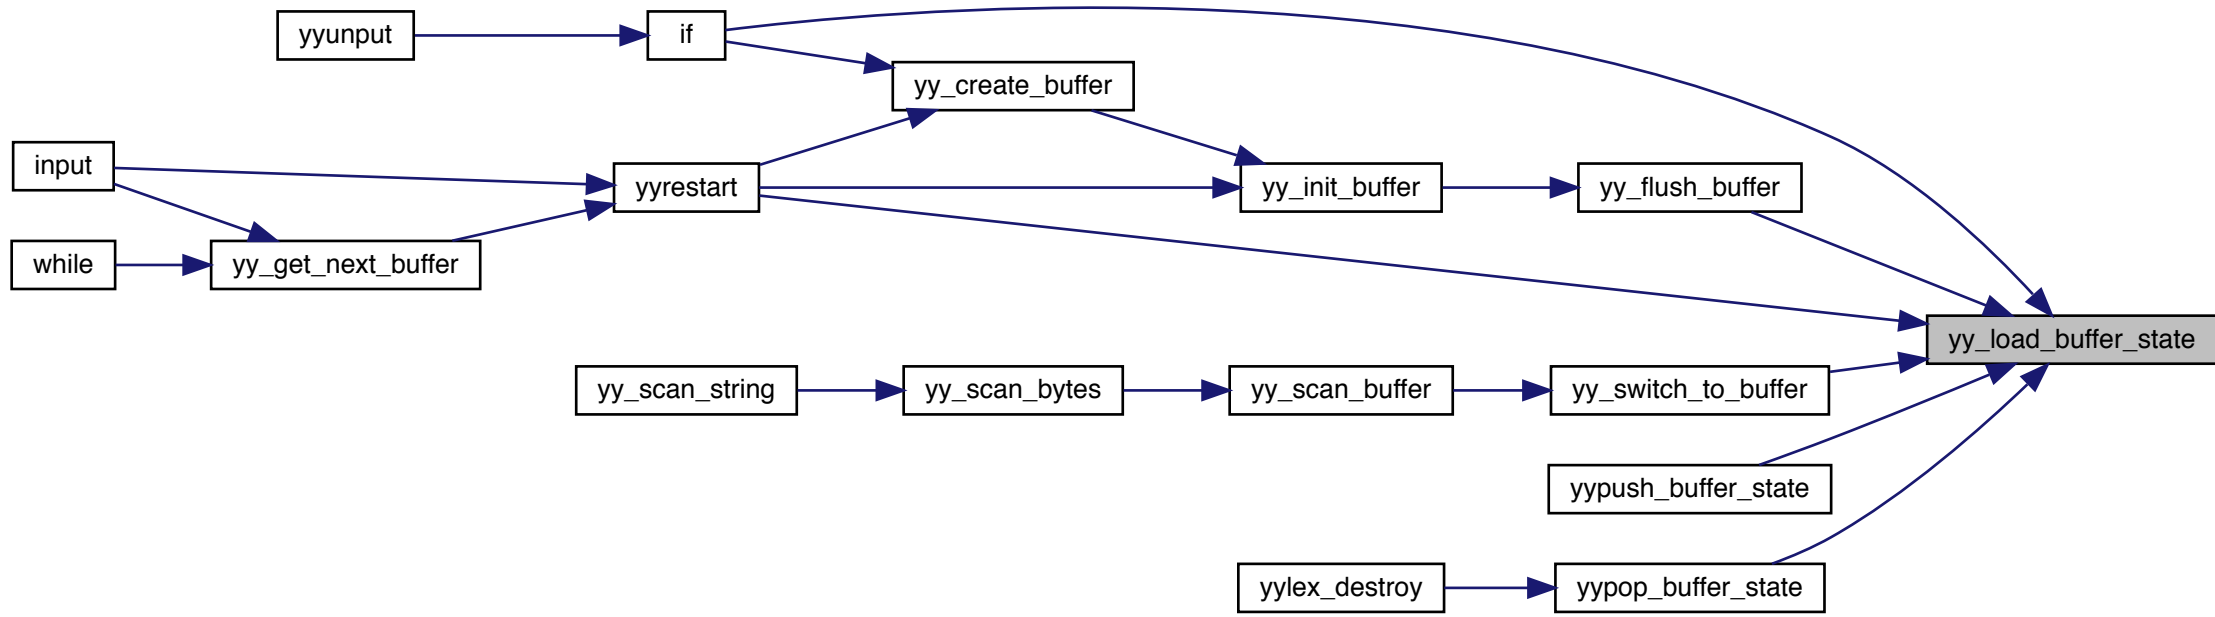 yyunput
if
yy_create_buffer
input
yyrestart
yy_init_buffer
yy_flush_buffer
while
yy_get_next_buffer
yy_load_buffer_state
yy_scan_string
yy_scan_bytes
yy_scan_buffer
yy_switch_to_buffer
yypush_buffer_state
yylex_destroy
yypop_buffer_state